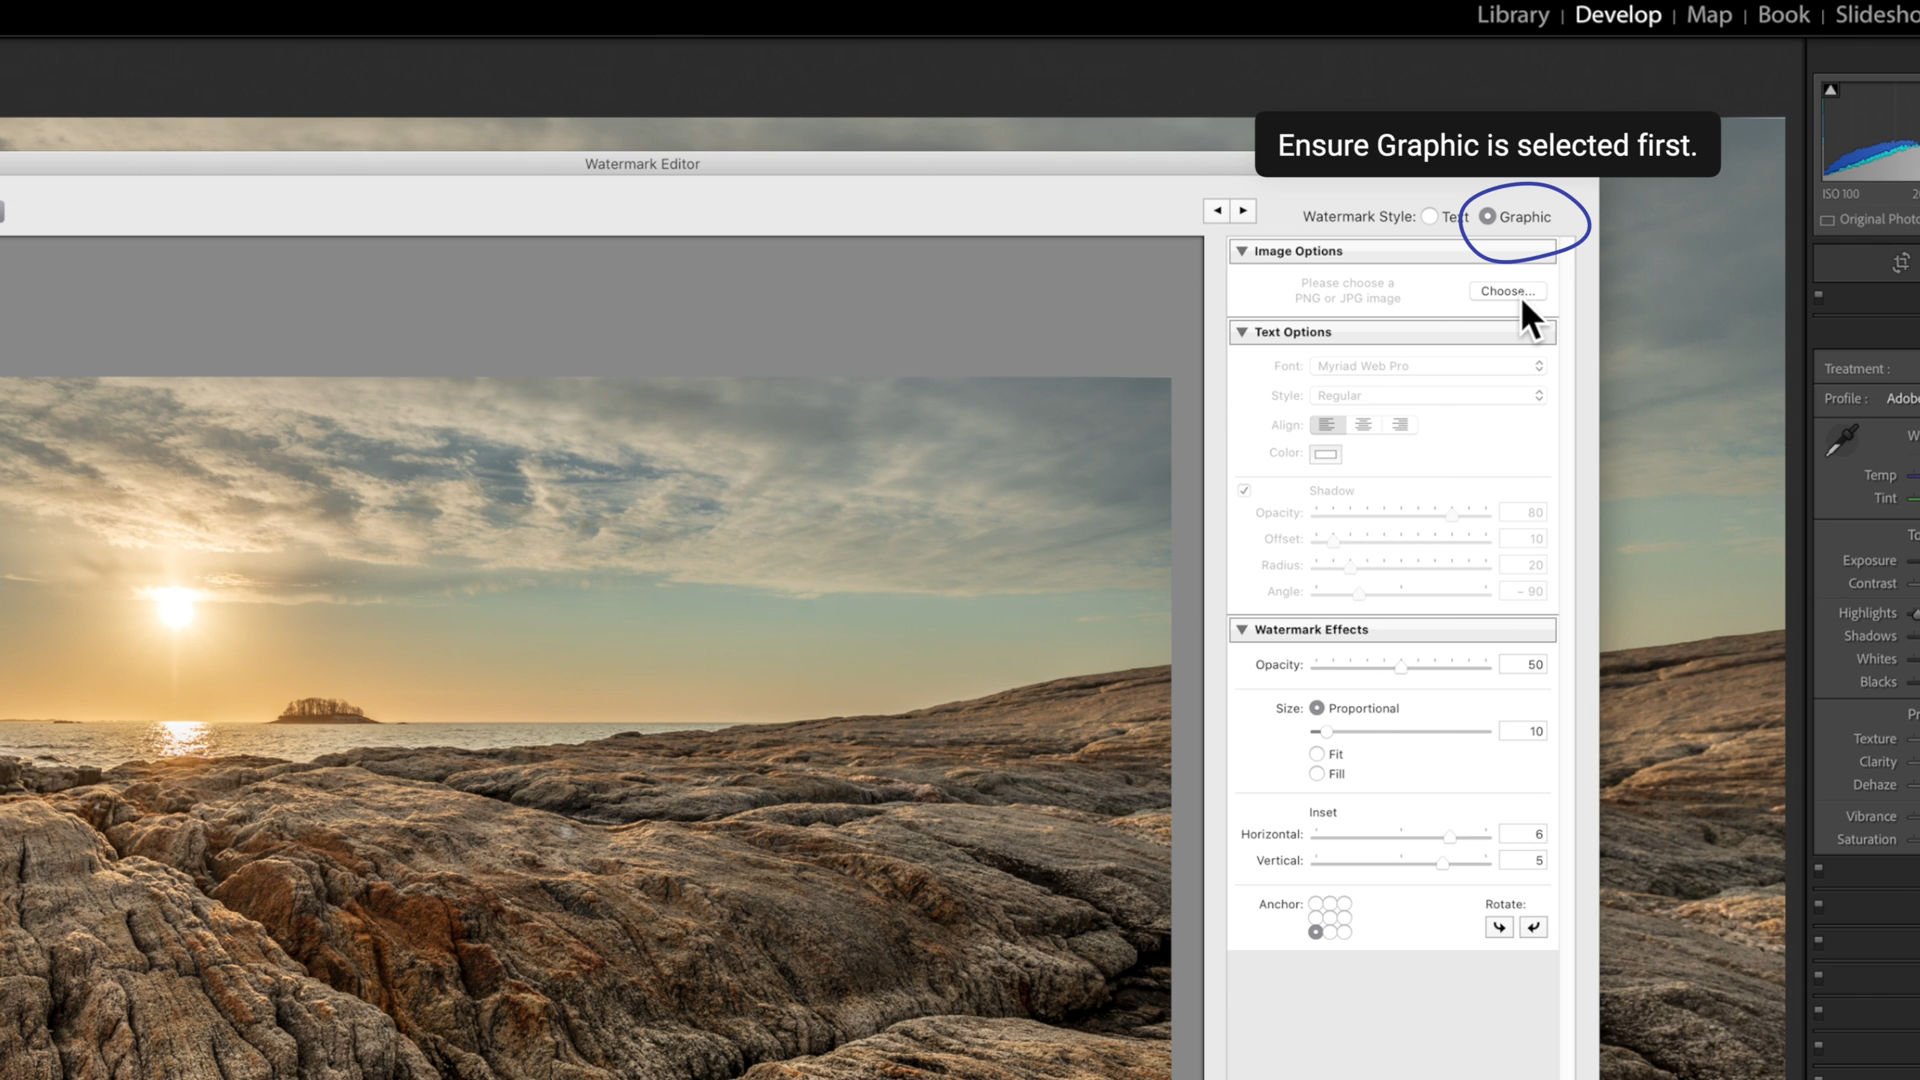 Library | Develop | Map | Book | Slidesho
Ensure Graphic is selected first.
Watermark Editor
Watermark Style: Text Graphic
Image Options
Please choose a
PNG or JPG image
Choose...
Text Options
Font: Myriad Web Pro
Style: Regular
Align:
Color:
Shadow
Opacity: 80
Offset: 10
Radius: 20
Angle: - 90
Watermark Effects
Opacity: 50
Size: Proportional
10
Fit
Fill
Inset
Horizontal: 6
Vertical: 5
Anchor: Rotate:
ISO 100
Original Photo
Treatment :
Profile : Adobe
Temp
Tint
Exposure
Contrast
Highlights
Shadows
Whites
Blacks
Texture
Clarity
Dehaze
Vibrance
Saturation